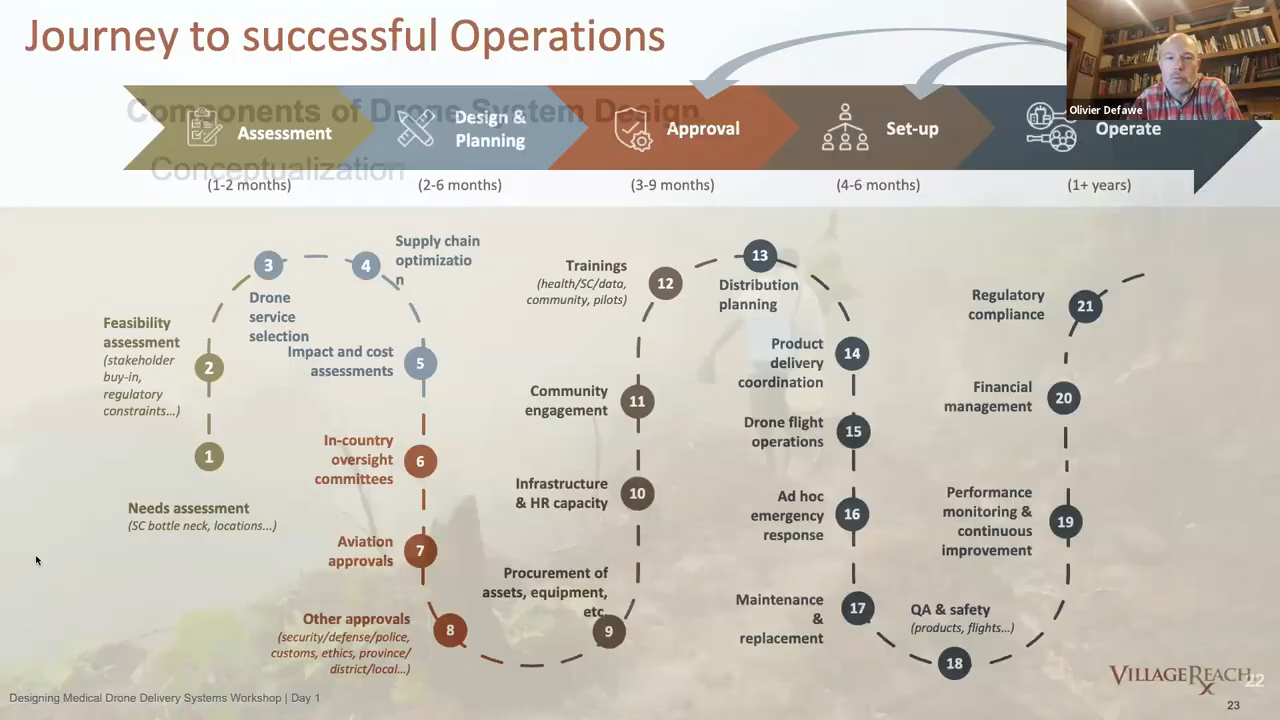 Journey to successful Operations
Olivier Defawe
Components of Drone System Design
Conceptualization
Assessment
Design &
Planning
Approval
Set-up
Operate
(1-2 months)
(2-6 months)
(3-9 months)
(4-6 months)
(1+ years)
1
Needs assessment
(SC bottle neck, locations...)
2
Feasibility
assessment
(stakeholder
buy-in,
regulatory
constraints...)
3
Drone
service
selection
4
Supply chain
optimizatio
n
5
Impact and cost
assessments
6
In-country
oversight
committees
7
Aviation
approvals
8
Other approvals
(security/defense/police,
customs, ethics, province/
district/local...)
9
Procurement of
assets, equipment,
etc.
10
Infrastructure
& HR capacity
11
Community
engagement
12
Trainings
(health/SC/data,
community, pilots)
13
Distribution
planning
14
Product
delivery
coordination
15
Drone flight
operations
16
Ad hoc
emergency
response
17
Maintenance
&
replacement
18
QA & safety
(products, flights...)
19
Performance
monitoring &
continuous
improvement
20
Financial
management
21
Regulatory
compliance
VILLAGEREACH
22
Designing Medical Drone Delivery Systems Workshop | Day 1
23